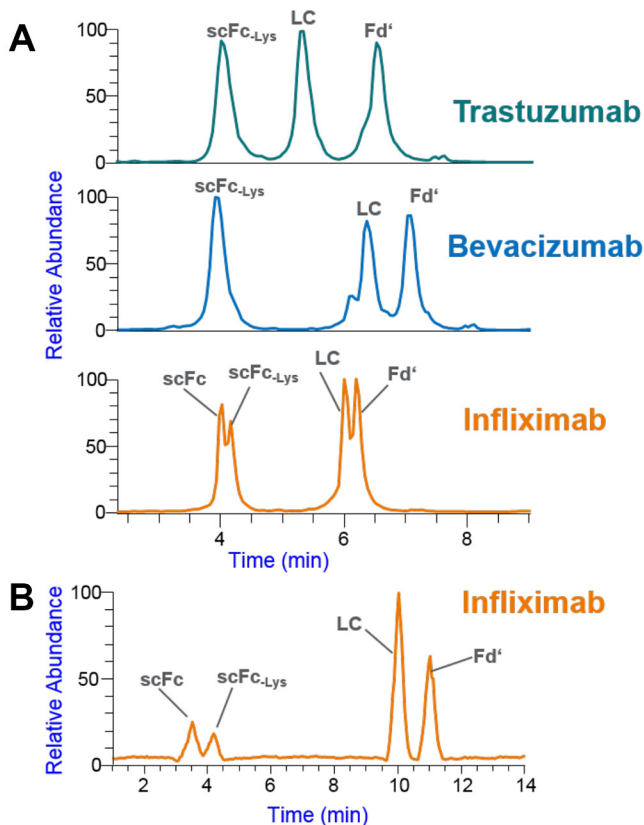 A
scFc-Lys
LC
Fd‘
100
50
0
Trastuzumab
scFc-Lys
LC
Fd‘
100
50
0
Bevacizumab
Relative Abundance
scFc
scFc-Lys
LC
Fd‘
100
50
0
Infliximab
4
6
8
Time (min)
B
Infliximab
100
50
0
Relative Abundance
scFc
scFc-Lys
LC
Fd‘
2
4
6
8
10
12
14
Time (min)